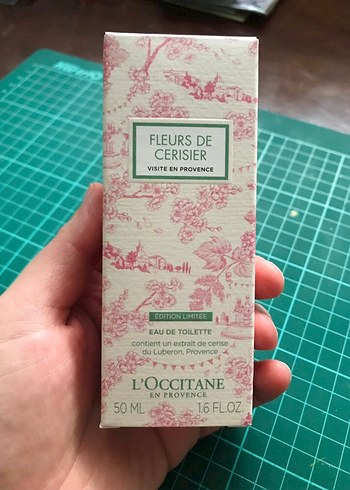 FLEURS DE
CERISIER
VISITE EN PROVENCE
EDITION LIMITÉE
EAU DE TOILETTE
contient un extrait de cerise
du Luberon, Provence
L'OCCITANE
EN PROVENCE
50 ML 1.6 FL.OZ.